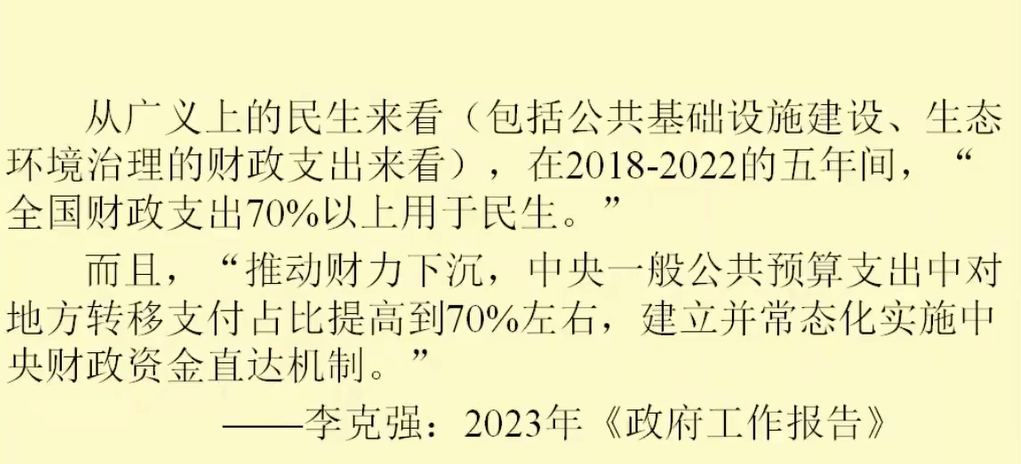 从广义上的民生来看（包括公共基础设施建设、生态
环境治理的财政支出来看），在2018-2022的五年间，“
全国财政支出70%以上用于民生。”
而且，“推动财力下沉，中央一般公共预算支出中对
地方转移支付占比提高到70%左右，建立并常态化实施中
央财政资金直达机制。”
——李克强：2023年《政府工作报告》